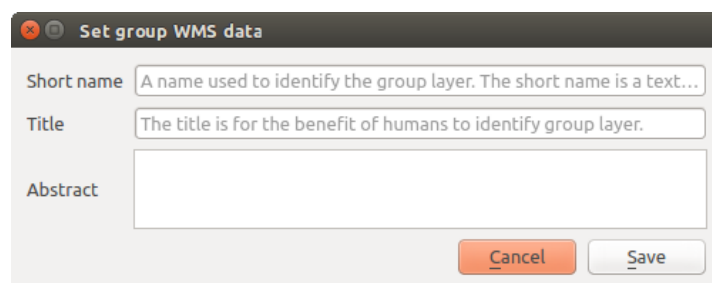 Set group WMS data
Short name A name used to identify the group layer. The short name is a text...
Title The title is for the benefit of humans to identify group layer.
Abstract
Cancel Save